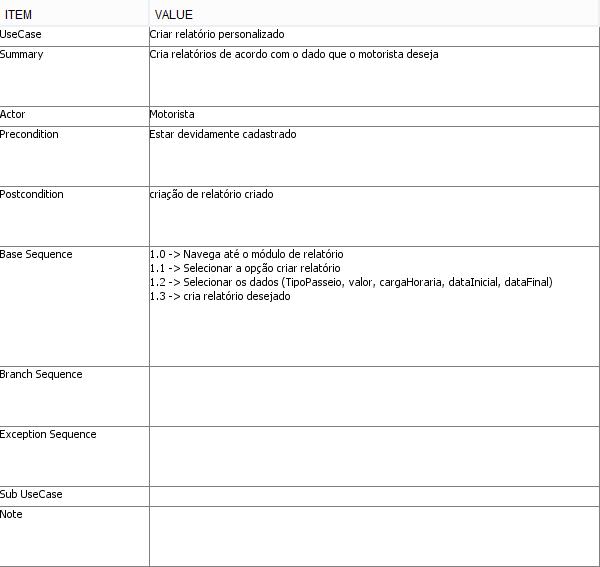 ITEM VALUE
UseCase Criar relatório personalizado
Summary Cria relatórios de acordo com o dado que o motorista deseja
Actor Motorista
Precondition Estar devidamente cadastrado
Postcondition criação de relatório criado
Base Sequence 1.0 -> Navega até o módulo de relatório
1.1 -> Selecionar a opção criar relatório
1.2 -> Selecionar os dados (TipoPasseio, valor, cargaHoraria, dataInicial, dataFinal)
1.3 -> cria relatório desejado
Branch Sequence
Exception Sequence
Sub UseCase
Note